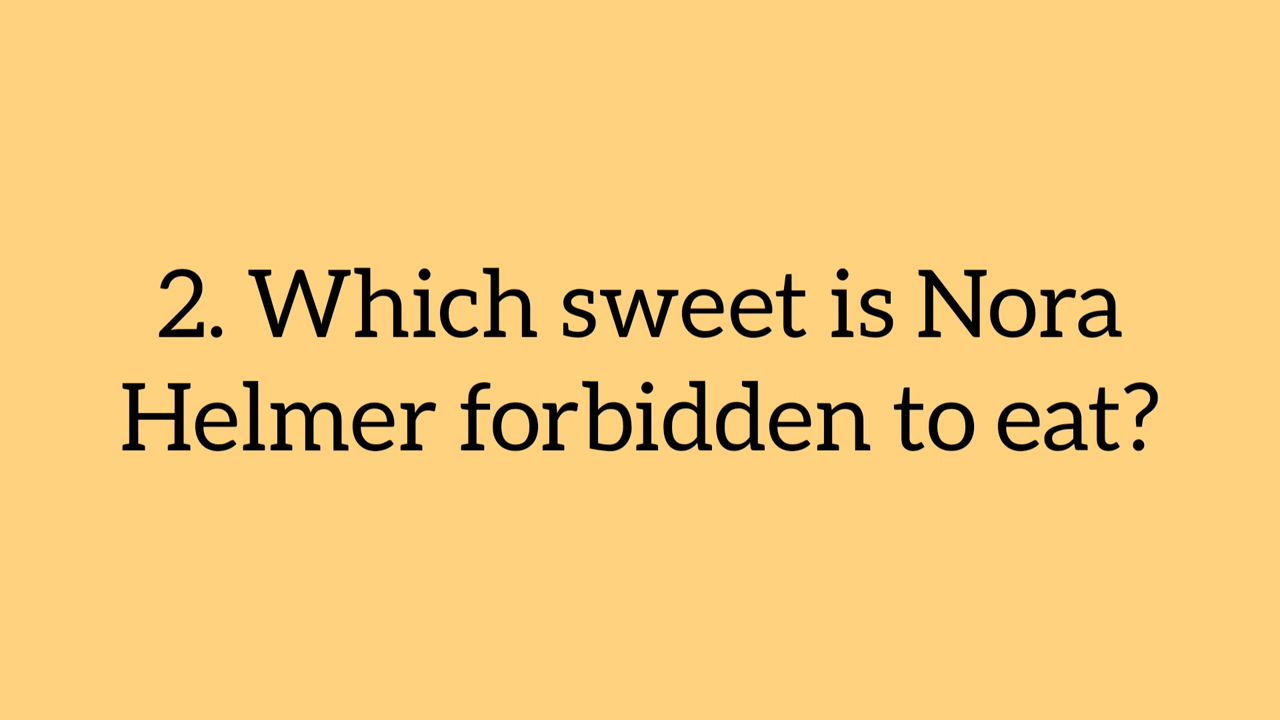 2. Which sweet is Nora
Helmer forbidden to eat?